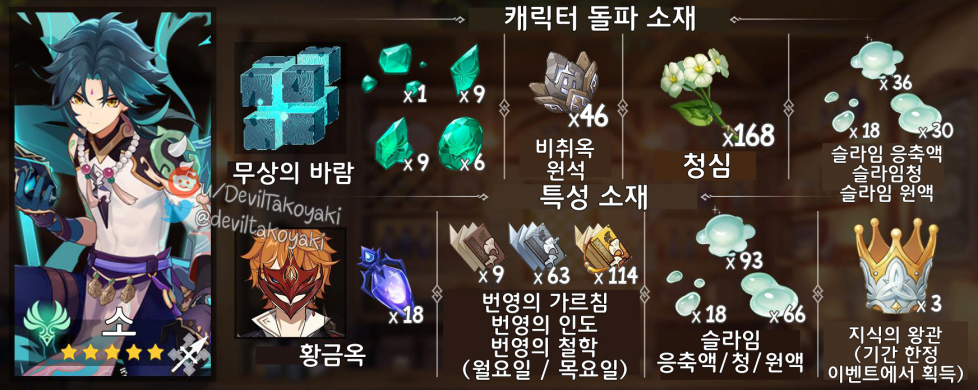 캐릭터 돌파 소재
무상의 바람
x1
x9
x9
x6
x46
비취옥
원석
x168
청심
x36
x18
x30
슬라임 응축액
슬라임청
슬라임 원액
u/DevilTakoyaki
@deviltakoyaki
소
특성 소재
황금옥
x18
x9
x63
x114
번영의 가르침
번영의 인도
번영의 철학
(월요일 / 목요일)
x93
x18
x66
슬라임
응축액/청/원액
x3
지식의 왕관
(기간 한정
이벤트에서 획득)